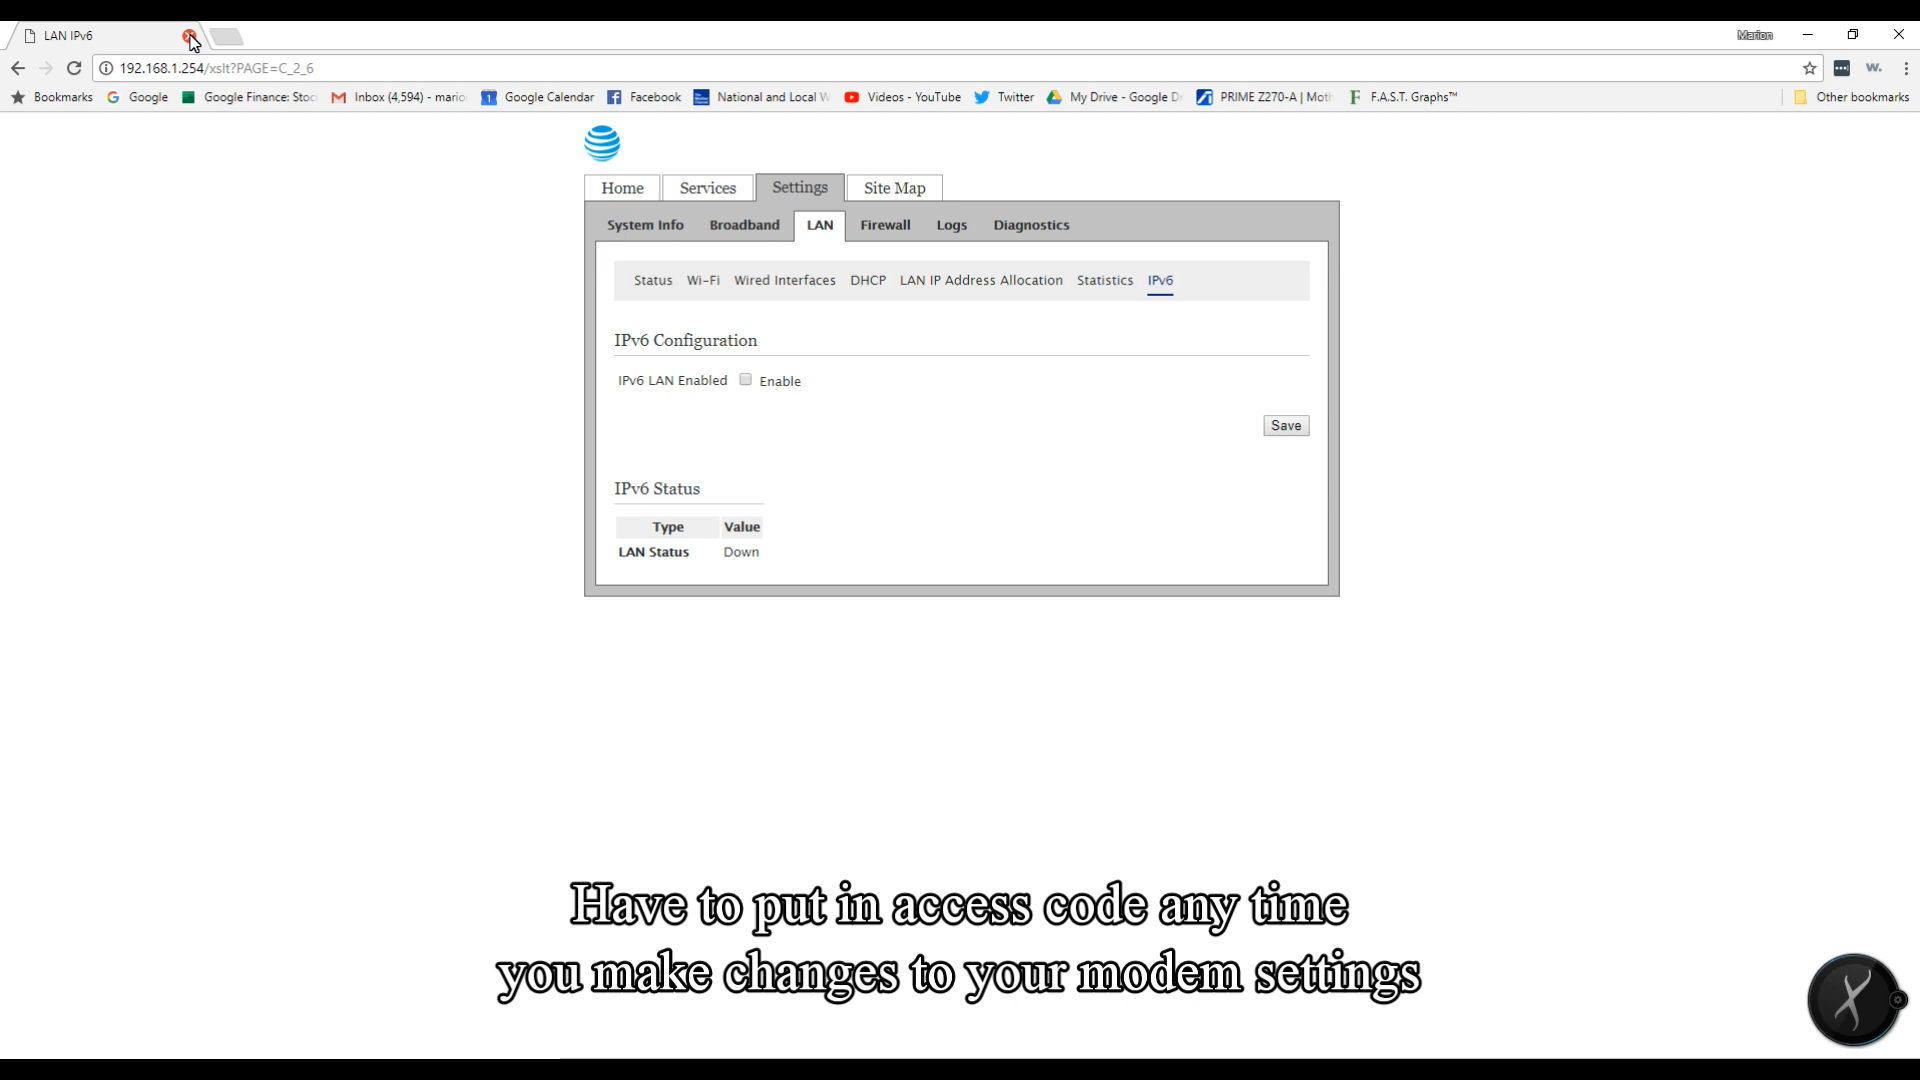 LAN IPv6
Marion
192.168.1.254/xslt?PAGE=C_2_6
w.
Bookmarks Google Google Finance: Stoc Inbox (4,594) - mario Google Calendar Facebook National and Local W Videos - YouTube Twitter My Drive - Google Dr PRIME Z270-A | Moth F.A.S.T. Graphs™ Other bookmarks
Home Services Settings Site Map
System Info Broadband LAN Firewall Logs Diagnostics
Status Wi-Fi Wired Interfaces DHCP LAN IP Address Allocation Statistics IPv6
IPv6 Configuration
IPv6 LAN Enabled Enable
Save
IPv6 Status
Type Value
LAN Status Down
Have to put in access code any time
you make changes to your modem settings